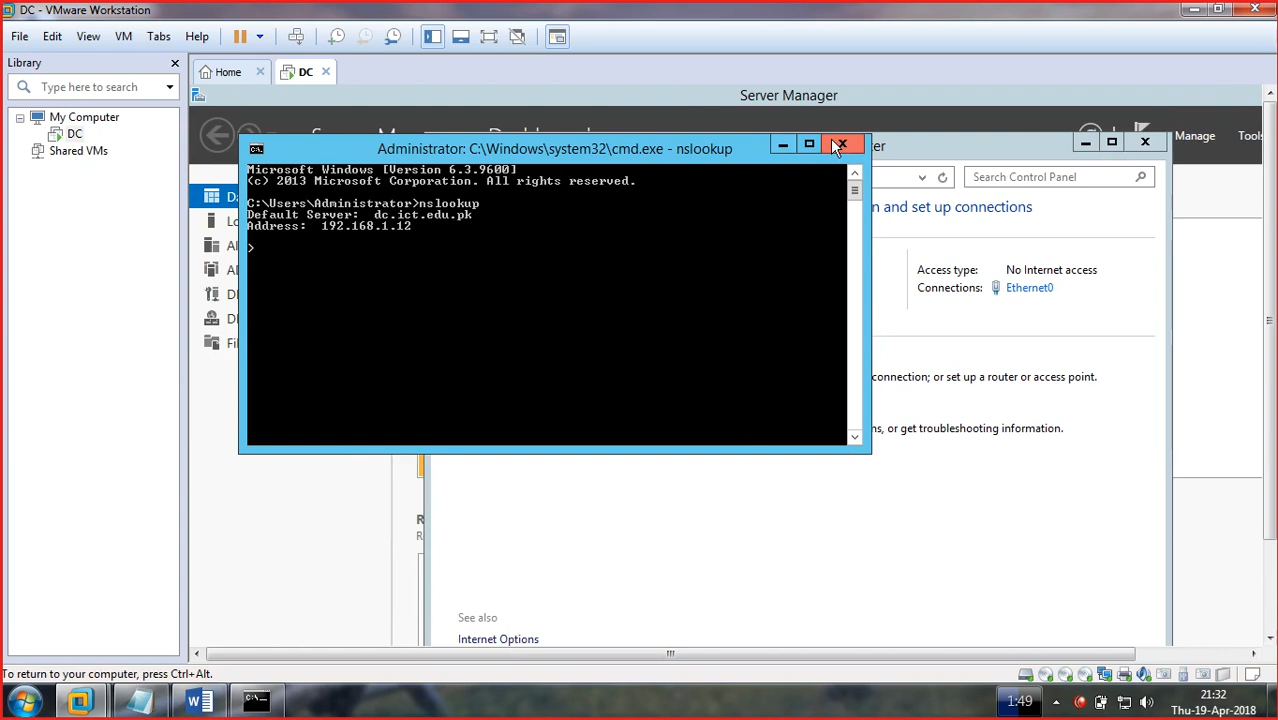 DC - VMware Workstation
File Edit View VM Tabs Help
Library
Type here to search
My Computer
DC
Shared VMs
Home
DC
Server Manager
Manage
Tools
Administrator: C:\Windows\system32\cmd.exe - nslookup
Microsoft Windows [Version 6.3.9600]
(c) 2013 Microsoft Corporation. All rights reserved.
C:\Users\Administrator>nslookup
Default Server:  dc.ict.edu.pk
Address:  192.168.1.12
>
Search Control Panel
n and set up connections
Access type: No Internet access
Connections: Ethernet0
connection; or set up a router or access point.
ns, or get troubleshooting information.
See also
Internet Options
To return to your computer, press Ctrl+Alt.
1:49
21:32
Thu-19-Apr-2018